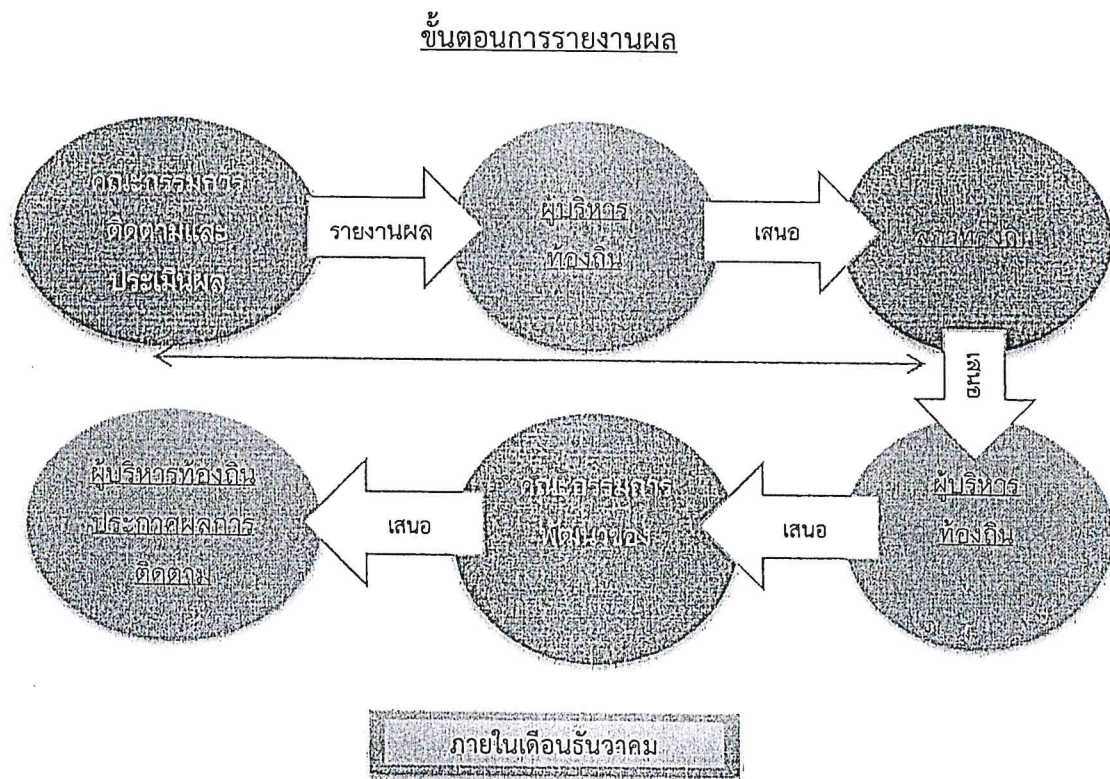 ขั้นตอนการรายงานผล
คณะกรรมการ
ติดตามและ
ประเมินผล
รายงานผล
ผู้บริหาร
ท้องถิ่น
เสนอ
สภาท้องถิ่น
เสนอ
ผู้บริหาร
ท้องถิ่น
เสนอ
คณะกรรมการ
พัฒนาของ
เสนอ
ผู้บริหารท้องถิ่น
ประกาศผลการ
ติดตาม
ภายในเดือนธันวาคม